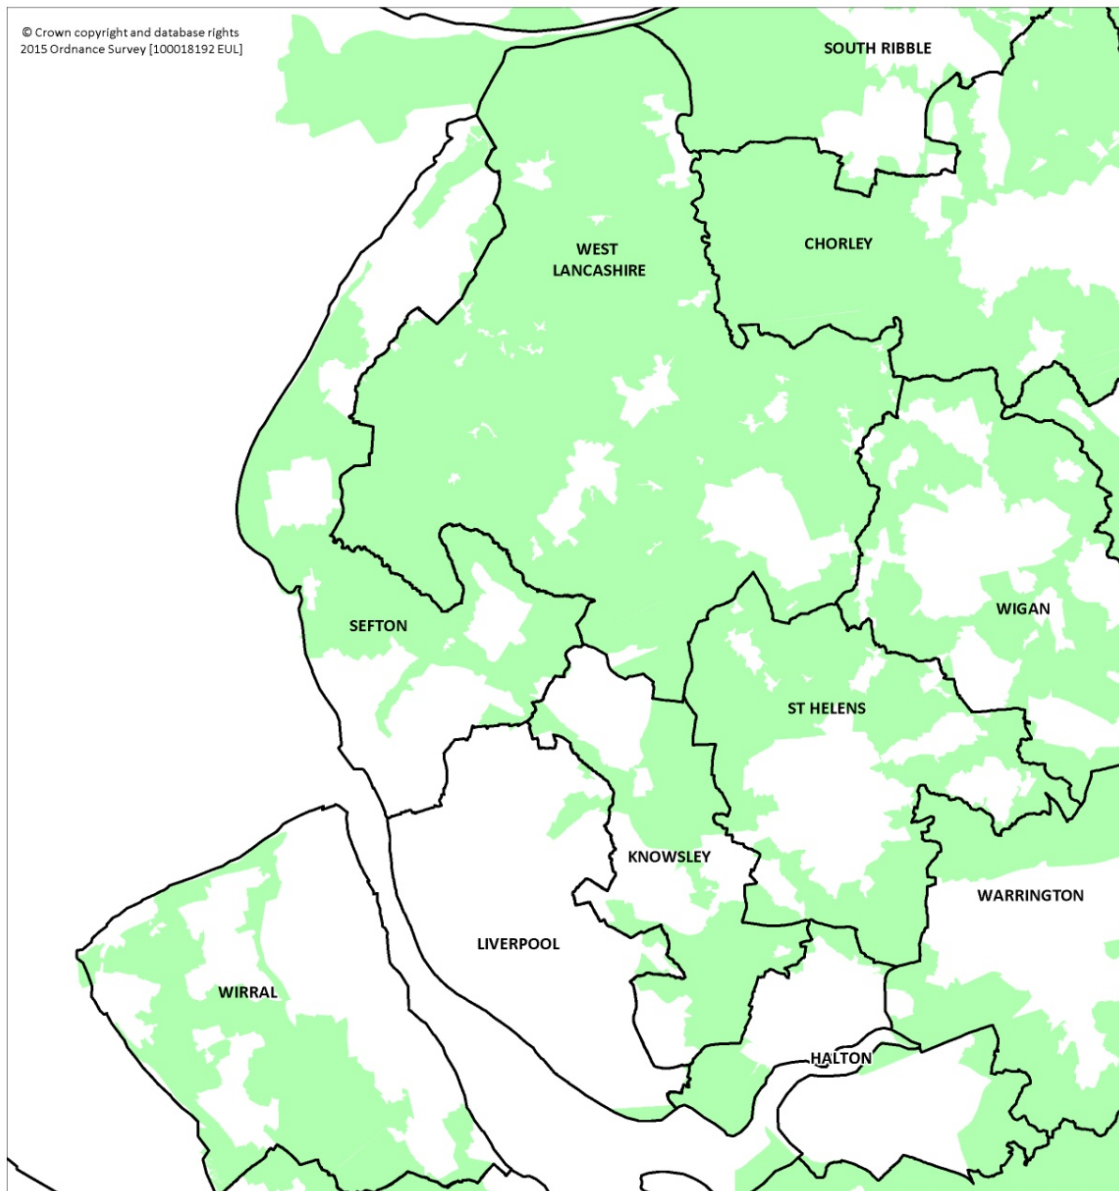 © Crown copyright and database rights
2015 Ordnance Survey [100018192 EUL]
SOUTH RIBBLE
WEST
LANCASHIRE
CHORLEY
WIGAN
SEFTON
ST HELENS
KNOWSLEY
WARRINGTON
LIVERPOOL
WIRRAL
HALTON